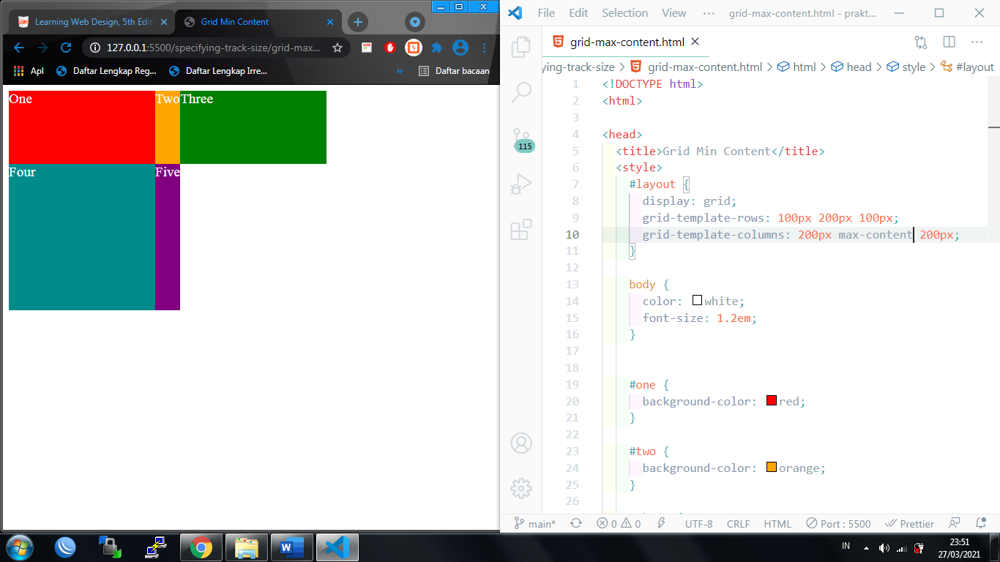 Learning Web Design, 5th Edit
Grid Min Content
127.0.0.1:5500/specifying-track-size/grid-max...
Apl
Daftar Lengkap Reg...
Daftar Lengkap Irre...
»
Daftar bacaan
One
Two
Three
Four
Five
File
Edit
Selection
View
···
grid-max-content.html - prakt...
grid-max-content.html
ying-track-size > grid-max-content.html > html > head > style > #layout
115
1 <!DOCTYPE html>
2 <html>
3
4 <head>
5 <title>Grid Min Content</title>
6 <style>
7 #layout {
8 display: grid;
9 grid-template-rows: 100px 200px 100px;
10 grid-template-columns: 200px max-content 200px;
11 }
12
13 body {
14 color: white;
15 font-size: 1.2em;
16 }
17
18
19 #one {
20 background-color: red;
21 }
22
23 #two {
24 background-color: orange;
25 }
26
main*
0
0
UTF-8
CRLF
HTML
Port : 5500
Prettier
IN
23:51
27/03/2021